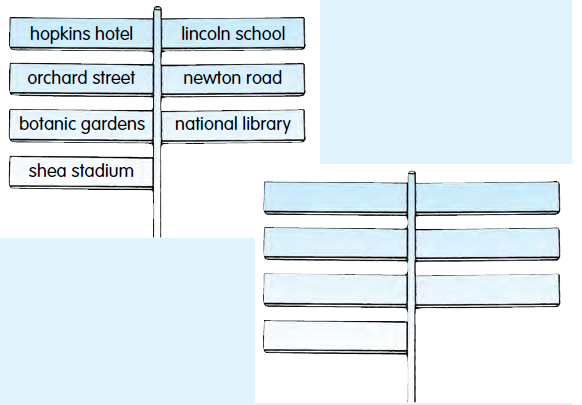 hopkins hotel
lincoln school
orchard street
newton road
botanic gardens
national library
shea stadium